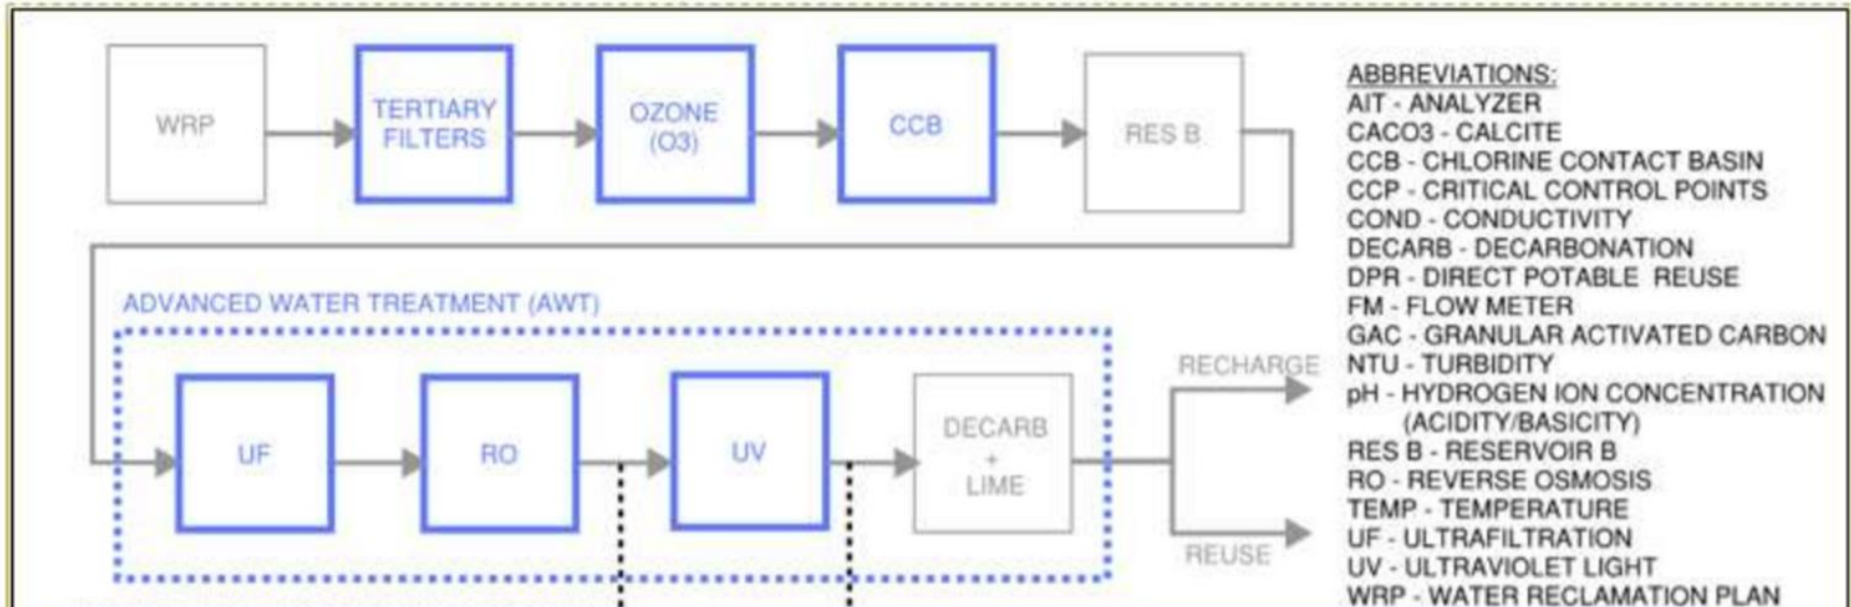 WRP
TERTIARY
FILTERS
OZONE
(O3)
CCB
RES B
ADVANCED WATER TREATMENT (AWT)
UF
RO
UV
DECARB
+
LIME
RECHARGE
REUSE
ABBREVIATIONS:
AIT - ANALYZER
CACO3 - CALCITE
CCB - CHLORINE CONTACT BASIN
CCP - CRITICAL CONTROL POINTS
COND - CONDUCTIVITY
DECARB - DECARBONATION
DPR - DIRECT POTABLE REUSE
FM - FLOW METER
GAC - GRANULAR ACTIVATED CARBON
NTU - TURBIDITY
pH - HYDROGEN ION CONCENTRATION
(ACIDITY/BASICITY)
RES B - RESERVOIR B
RO - REVERSE OSMOSIS
TEMP - TEMPERATURE
UF - ULTRAFILTRATION
UV - ULTRAVIOLET LIGHT
WRP - WATER RECLAMATION PLAN